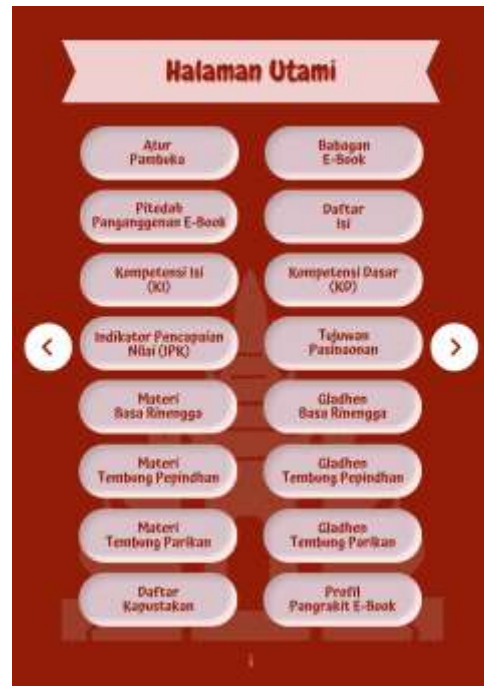 Halaman Utami
Atur
Pambuka
Babagan
E-Book
Pitedah
Panganggenan E-Book
Daftar
Isi
Kompetensi Isi
(KI)
Kompetensi Dasar
(KD)
Indikator Pencapaian
Nilai (IPK)
Tujuwan
Pasinaonan
Materi
Basa Rinengga
Gladhen
Basa Rinengga
Materi
Tembung Pepindhan
Gladhen
Tembung Pepindhan
Materi
Tembung Parikan
Gladhen
Tembung Parikan
Daftar
Kapustakan
Profil
Pangrakit E-Book